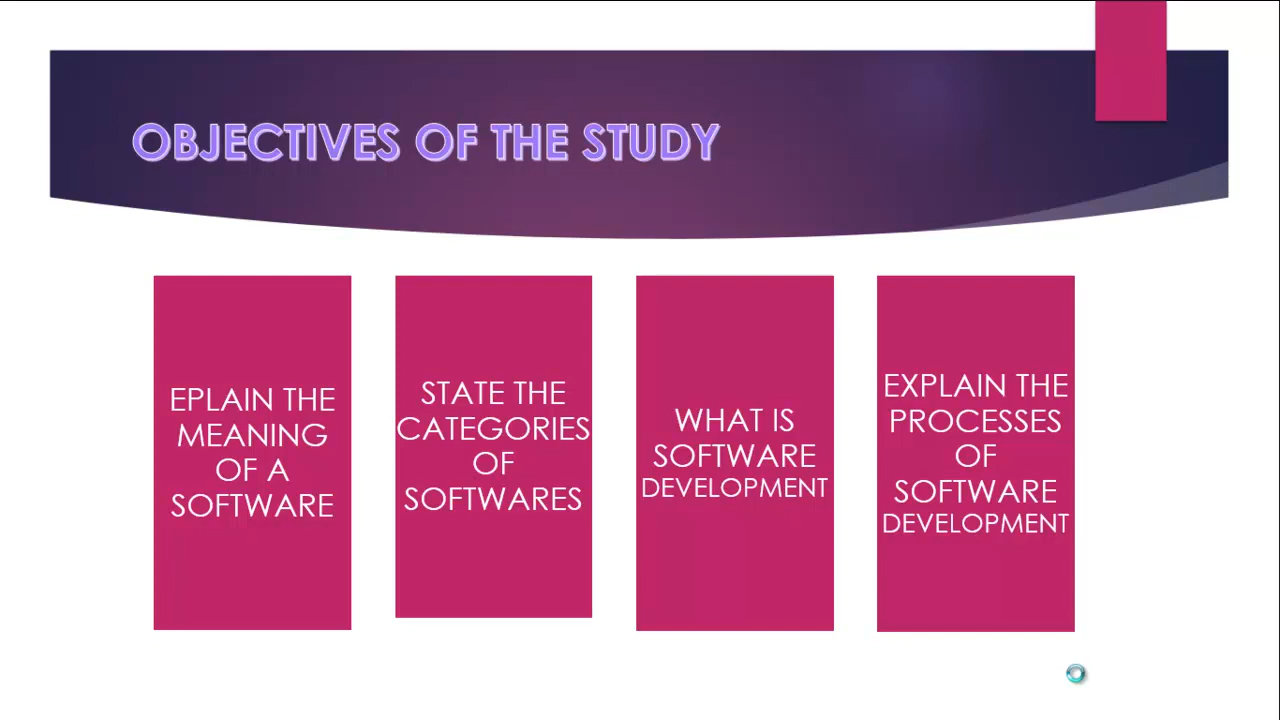 OBJECTIVES OF THE STUDY
EPLAIN THE
MEANING
OF A
SOFTWARE
STATE THE
CATEGORIES
OF
SOFTWARES
WHAT IS
SOFTWARE
DEVELOPMENT
EXPLAIN THE
PROCESSES
OF
SOFTWARE
DEVELOPMENT